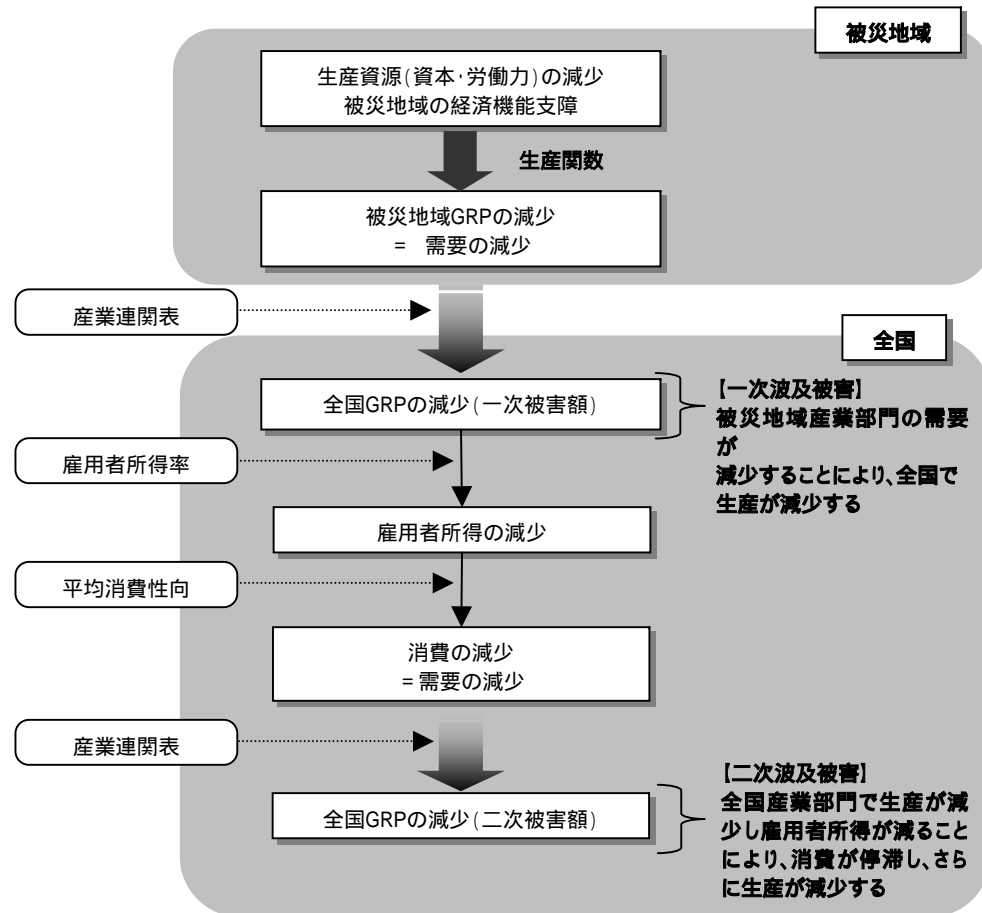 被災地域
生産資源(資本・労働力)の減少
被災地域の経済機能支障
生産関数
被災地域GRPの減少
= 需要の減少
産業連関表
全国
全国GRPの減少(一次被害額)
【一次波及被害】
被災地域産業部門の需要
が
減少することにより、全国で
生産が減少する
雇用者所得率
雇用者所得の減少
平均消費性向
消費の減少
=需要の減少
産業連関表
全国GRPの減少(二次被害額)
【二次波及被害】
全国産業部門で生産が減
少し雇用者所得が減ること
により、消費が停滞し、さら
に生産が減少する